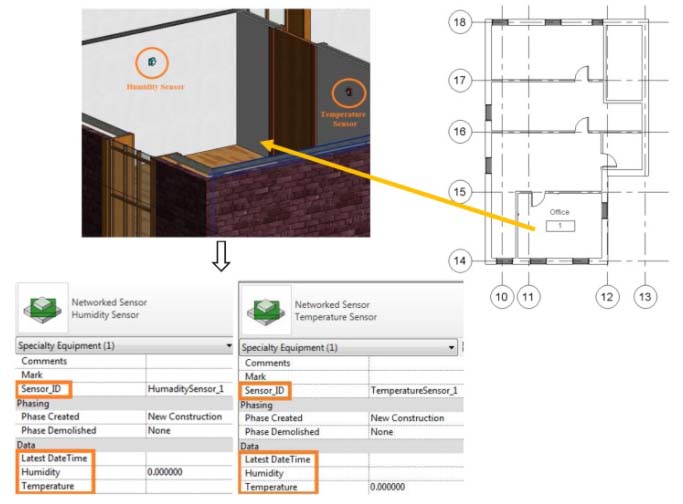 Humidity Sensor
Temperature
Sensor
18
17
16
15
14
10
11
12
13
Office
1
Networked Sensor
Humidity Sensor
Specialty Equipment (1)
Comments
Mark
Sensor_ID HumaditySensor_1
Phasing
Phase Created New Construction
Phase Demolished None
Data
Latest DateTime
Humidity 0.000000
Temperature
Networked Sensor
Temperature Sensor
Specialty Equipment (1)
Comments
Mark
Sensor_ID TemperatureSensor_1
Phasing
Phase Created New Construction
Phase Demolished None
Data
Latest DateTime
Humidity
Temperature 0.000000